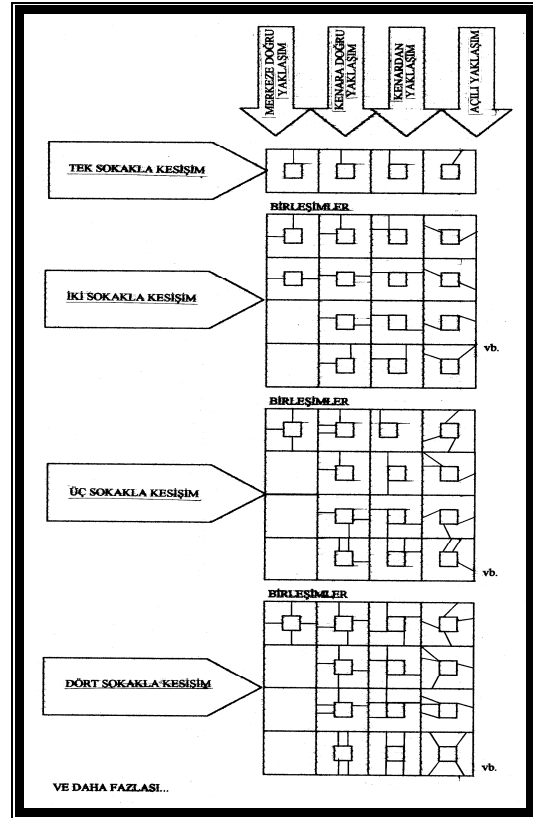 MERKEZE DOĞRU
YAKLAŞIM
KENARA DOĞRU
YAKLAŞIM
KENARDAN
YAKLAŞIM
AÇILI YAKLAŞIM
TEK SOKAKLA KESİŞİM
BİRLEŞİMLER
İKİ SOKAKLA KESİŞİM
vb.
BİRLEŞİMLER
ÜÇ SOKAKLA KESİŞİM
vb.
BİRLEŞİMLER
DÖRT SOKAKLA KESİŞİM
vb.
VE DAHA FAZLASI...